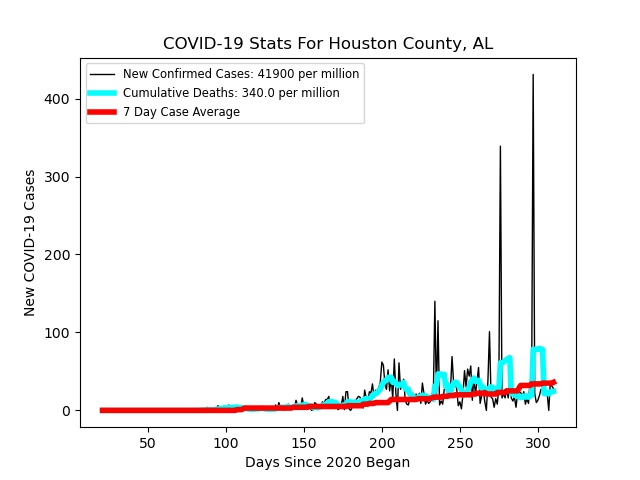 COVID-19 Stats For Houston County, AL
New Confirmed Cases: 41900 per million
Cumulative Deaths: 340.0 per million
7 Day Case Average
New COVID-19 Cases
400
300
200
100
0
50 100 150 200 250 300
Days Since 2020 Began